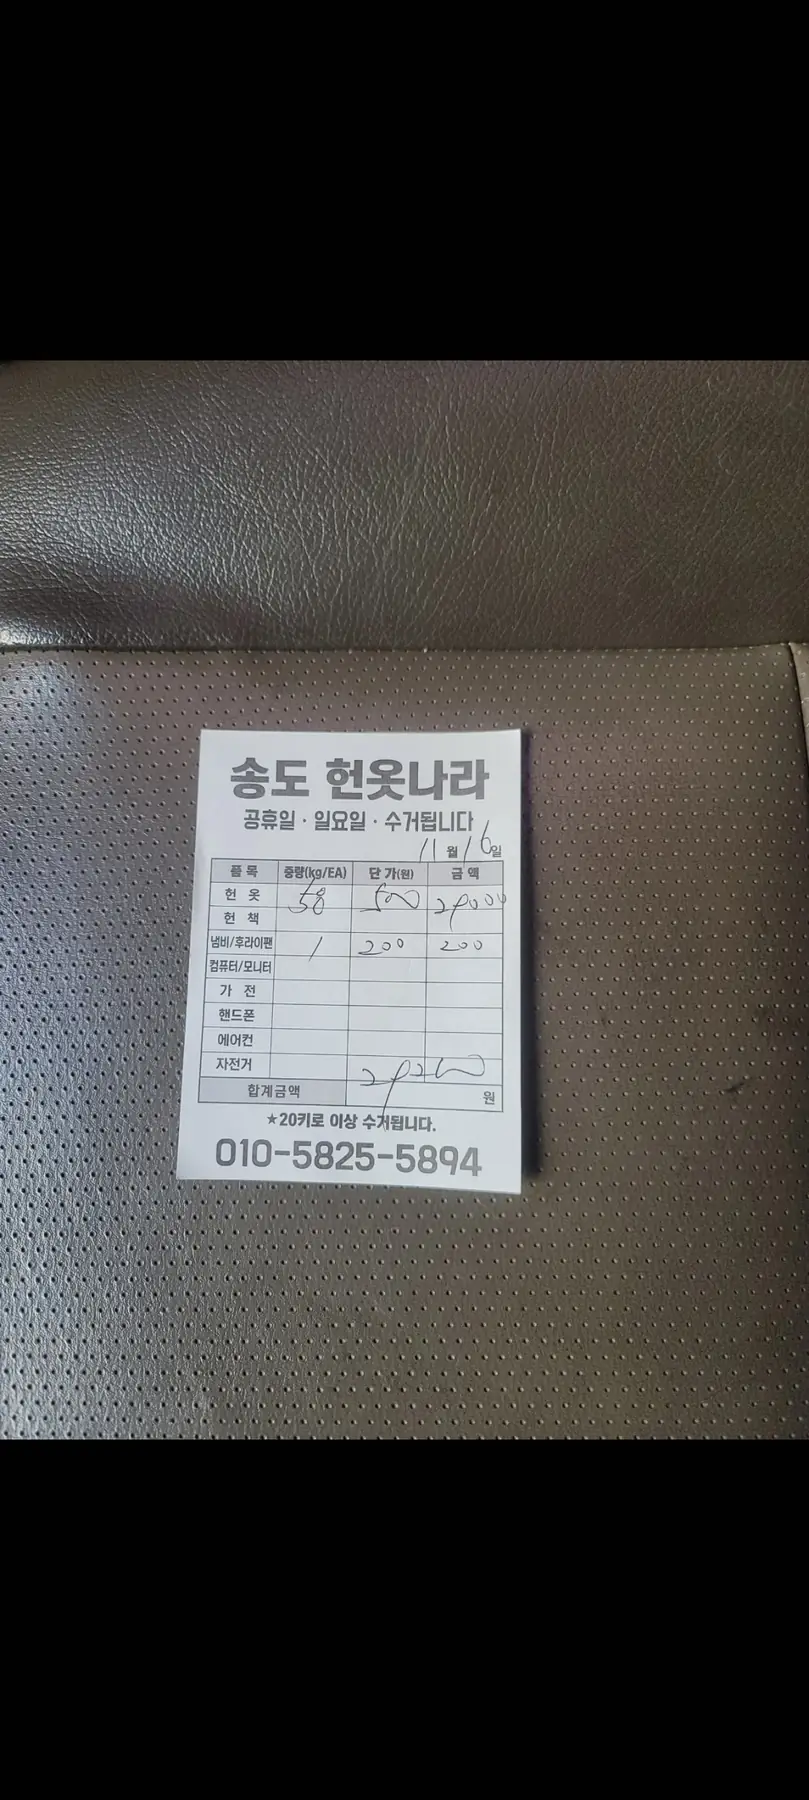 송도 헌옷나라
공휴일 · 일요일 · 수거됩니다
11월 16일
품목 중량(kg/EA) 단가(원) 금액
헌 옷 58 500 29000
헌 책
냄비/후라이팬 1 200 200
컴퓨터/모니터
가 전
핸드폰
에어컨
자전거
합계금액 29200 원
★20키로 이상 수거됩니다.
010-5825-5894